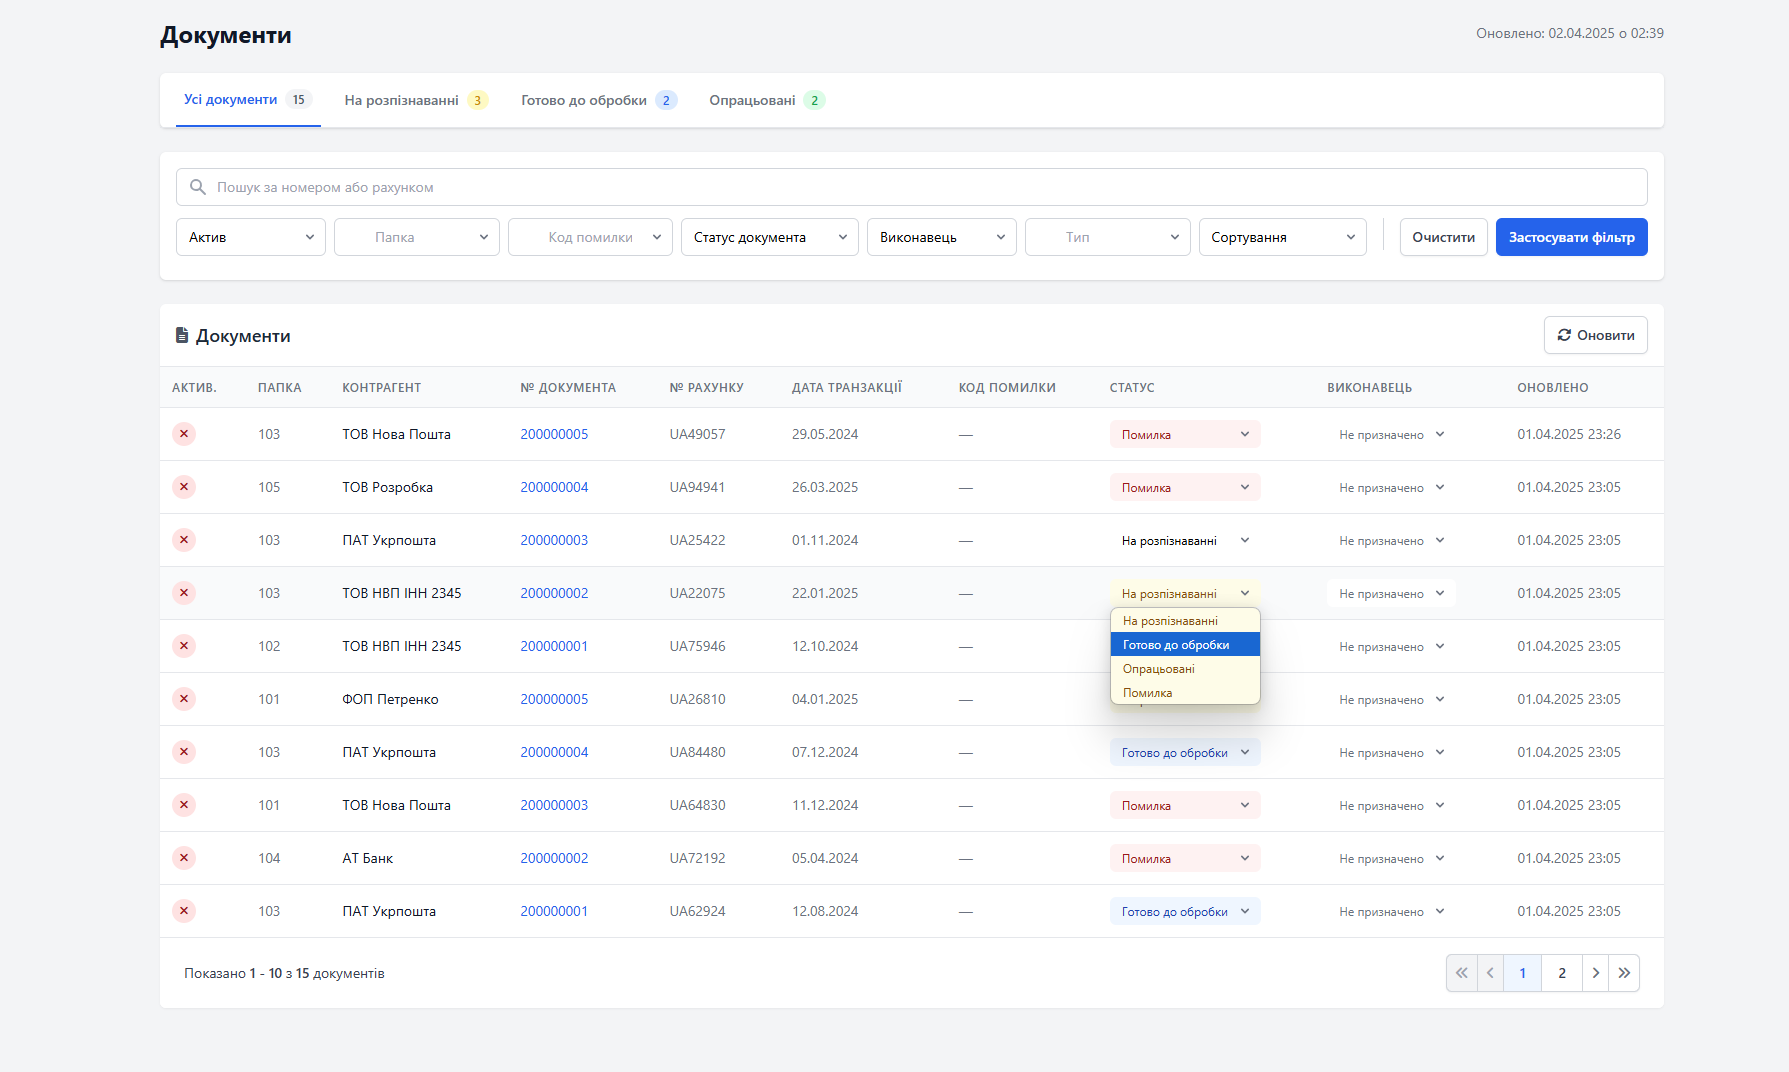 Документи
Оновлено: 02.04.2025 о 02:39
Усі документи 15 На розпізнаванні 3 Готово до обробки 2 Опрацьовані 2
Пошук за номером або рахунком
Актив Папка Код помилки Статус документа Виконавець Тип Сортування Очистити Застосувати фільтр
Документи Оновити
АКТИВ. ПАПКА КОНТРАГЕНТ № ДОКУМЕНТА № РАХУНКУ ДАТА ТРАНЗАКЦІЇ КОД ПОМИЛКИ СТАТУС ВИКОНАВЕЦЬ ОНОВЛЕНО
103 ТОВ Нова Пошта 200000005 UA49057 29.05.2024 — Помилка Не призначено 01.04.2025 23:26
105 ТОВ Розробка 200000004 UA94941 26.03.2025 — Помилка Не призначено 01.04.2025 23:05
103 ПАТ Укрпошта 200000003 UA25422 01.11.2024 — На розпізнаванні Не призначено 01.04.2025 23:05
103 ТОВ НВП ІНН 2345 200000002 UA22075 22.01.2025 — На розпізнаванні Не призначено 01.04.2025 23:05
На розпізнаванні
Готово до обробки
Опрацьовані
Помилка
102 ТОВ НВП ІНН 2345 200000001 UA75946 12.10.2024 — Не призначено 01.04.2025 23:05
101 ФОП Петренко 200000005 UA26810 04.01.2025 — Не призначено 01.04.2025 23:05
103 ПАТ Укрпошта 200000004 UA84480 07.12.2024 — Готово до обробки Не призначено 01.04.2025 23:05
101 ТОВ Нова Пошта 200000003 UA64830 11.12.2024 — Помилка Не призначено 01.04.2025 23:05
104 АТ Банк 200000002 UA72192 05.04.2024 — Помилка Не призначено 01.04.2025 23:05
103 ПАТ Укрпошта 200000001 UA62924 12.08.2024 — Готово до обробки Не призначено 01.04.2025 23:05
Показано 1 - 10 з 15 документів
1 2